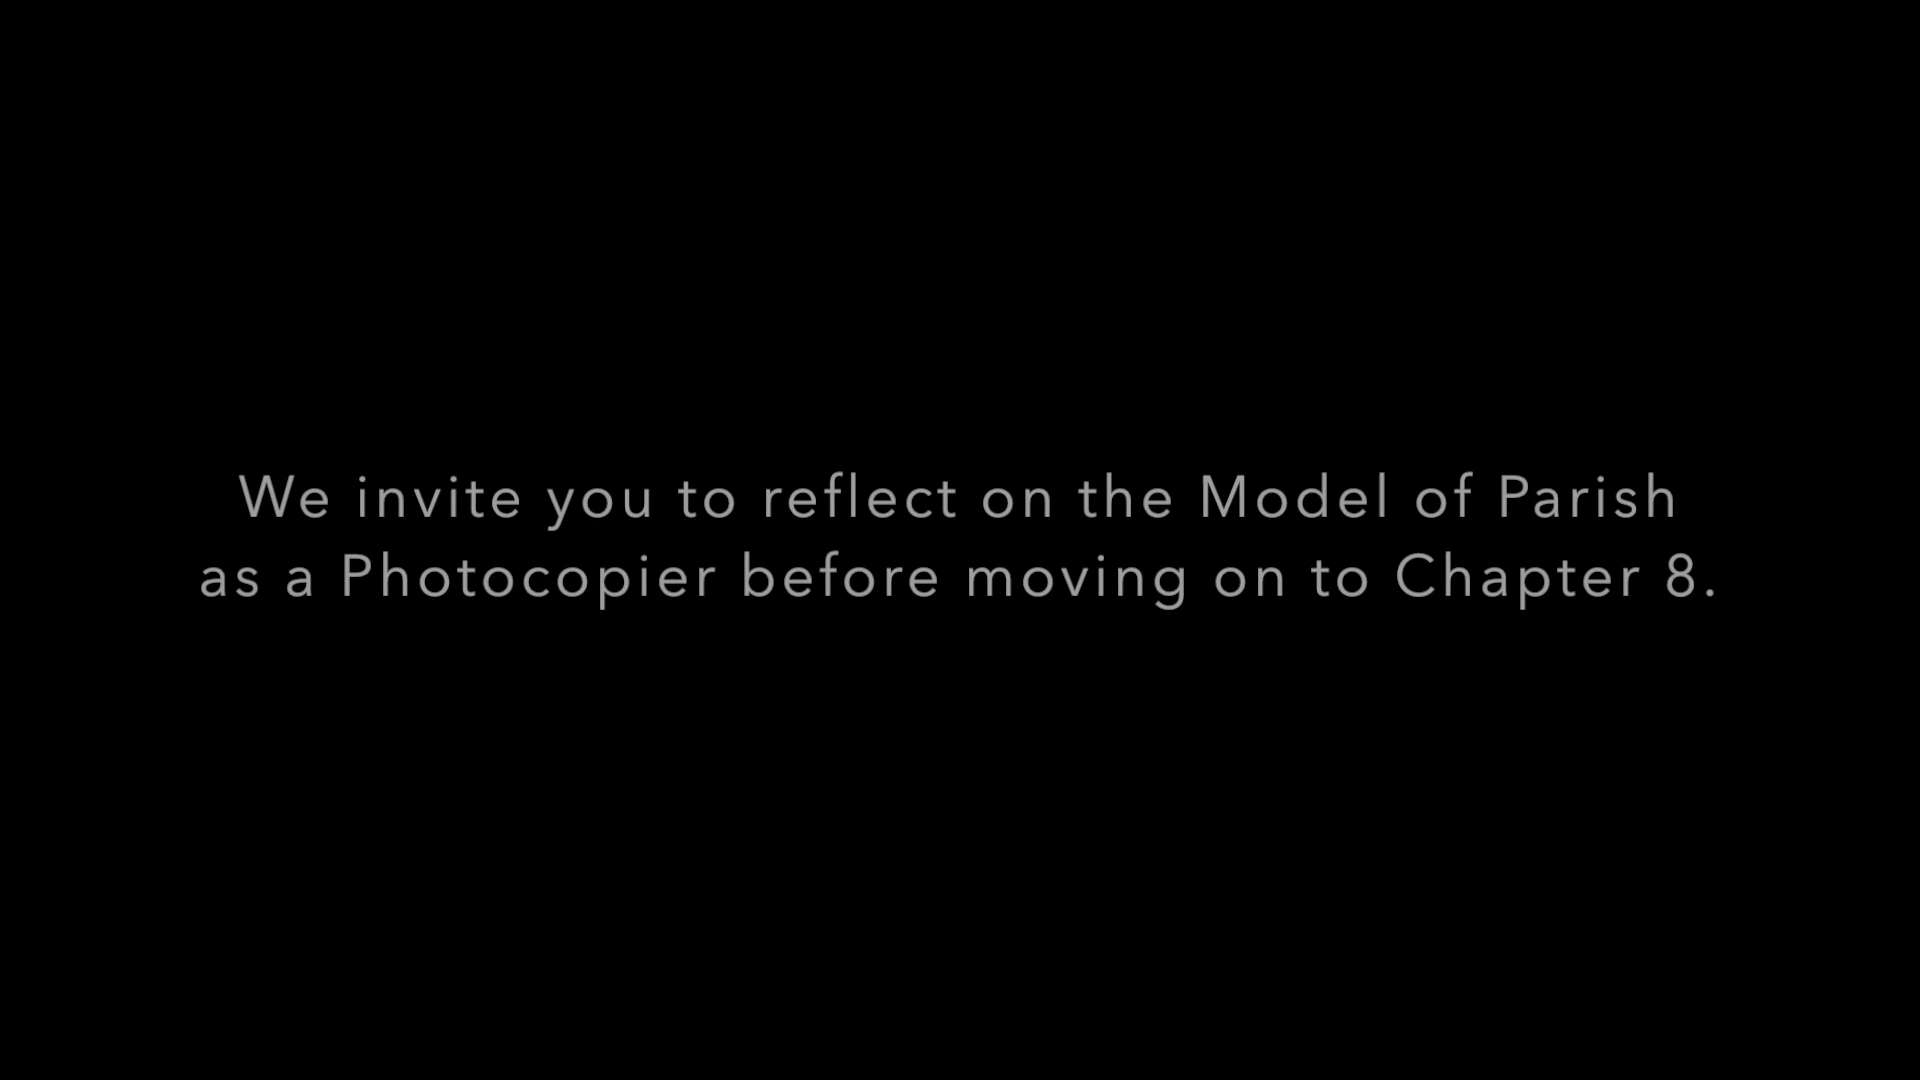 We invite you to reflect on the Model of Parish
as a Photocopier before moving on to Chapter 8.